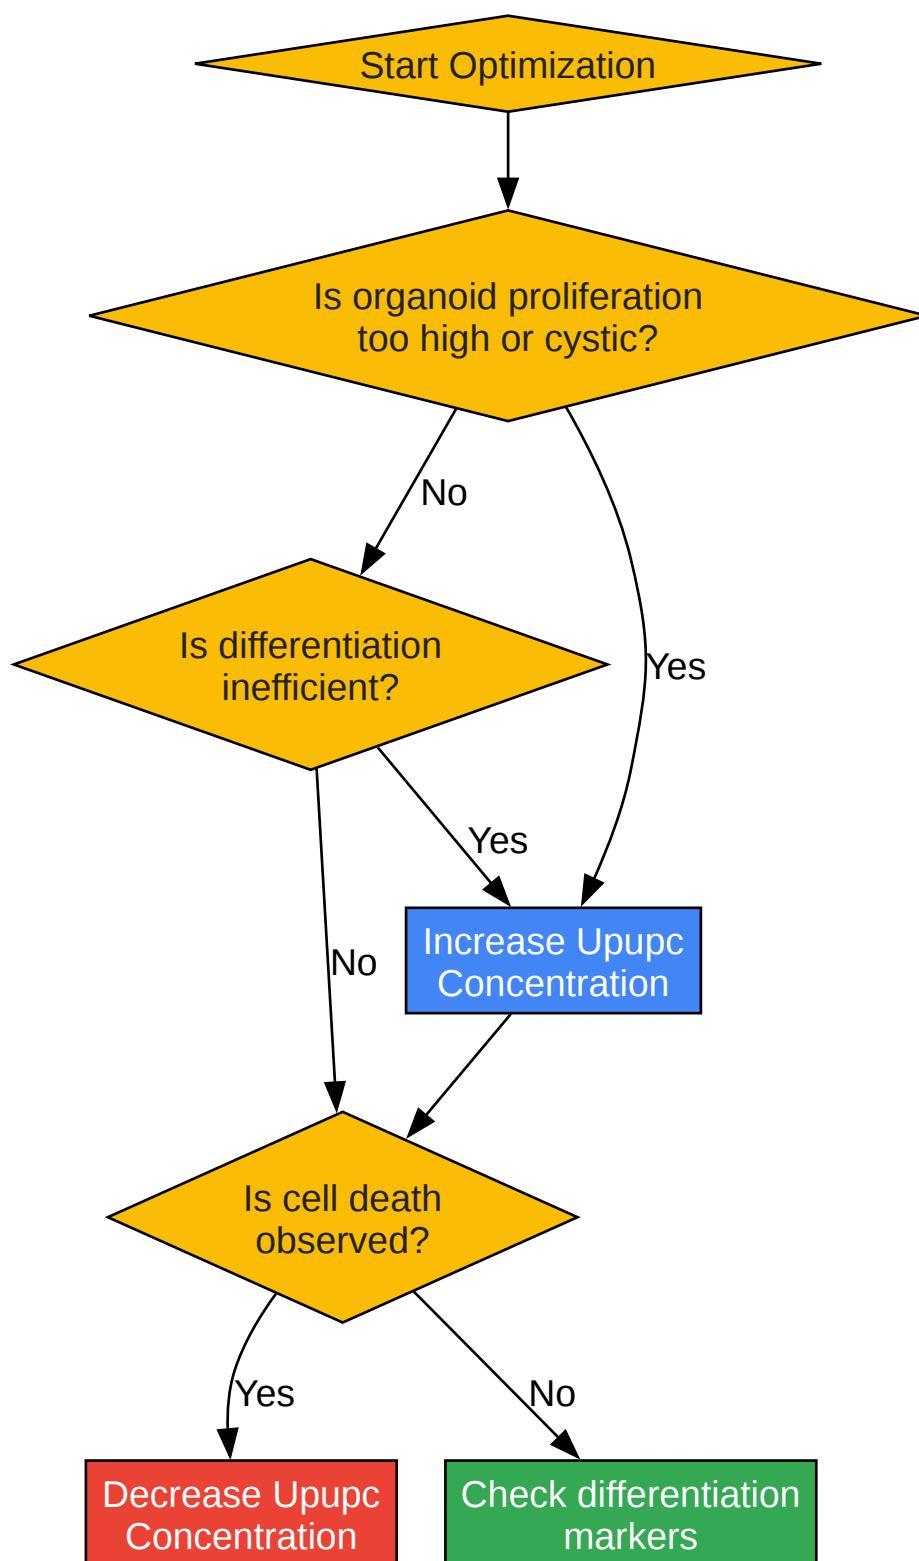 Start Optimization
Is organoid proliferation
too high or cystic?
No
Is differentiation
inefficient?
Yes
Yes
No
Increase Upupc
Concentration
Is cell death
observed?
Yes
No
Decrease Upupc
Concentration
Check differentiation
markers